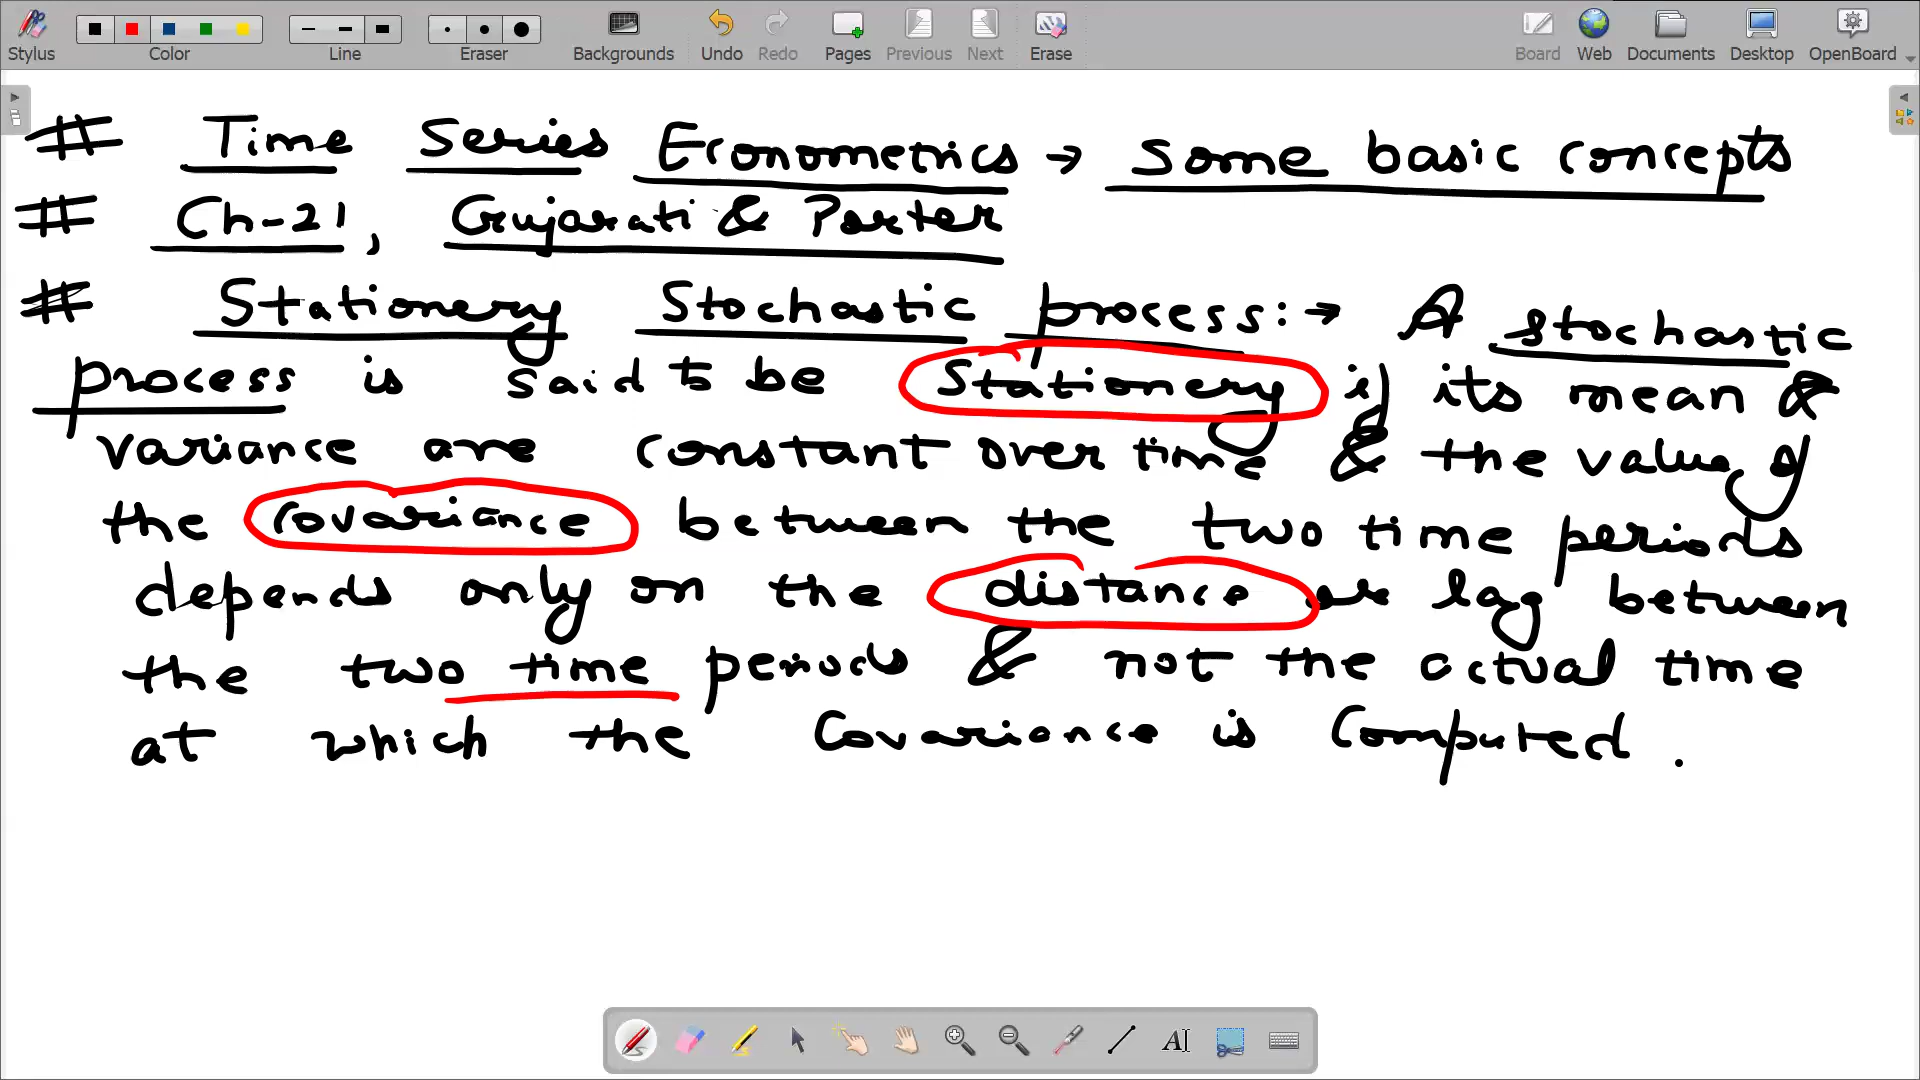 Stylus Color Line Eraser Backgrounds Undo Redo Pages Previous Next Erase Board Web Documents Desktop OpenBoard
# Time Series Econometrics → Some basic concepts
# Ch-21, Gujarati & Porter
# Stationery Stochastic process :→ A stochastic
process is said to be Stationery if its mean &
variance are constant over time & the value of
the covariance between the two time periods
depends only on the distance or lag between
the two time periods & not the actual time
at which the Covariance is Computed .